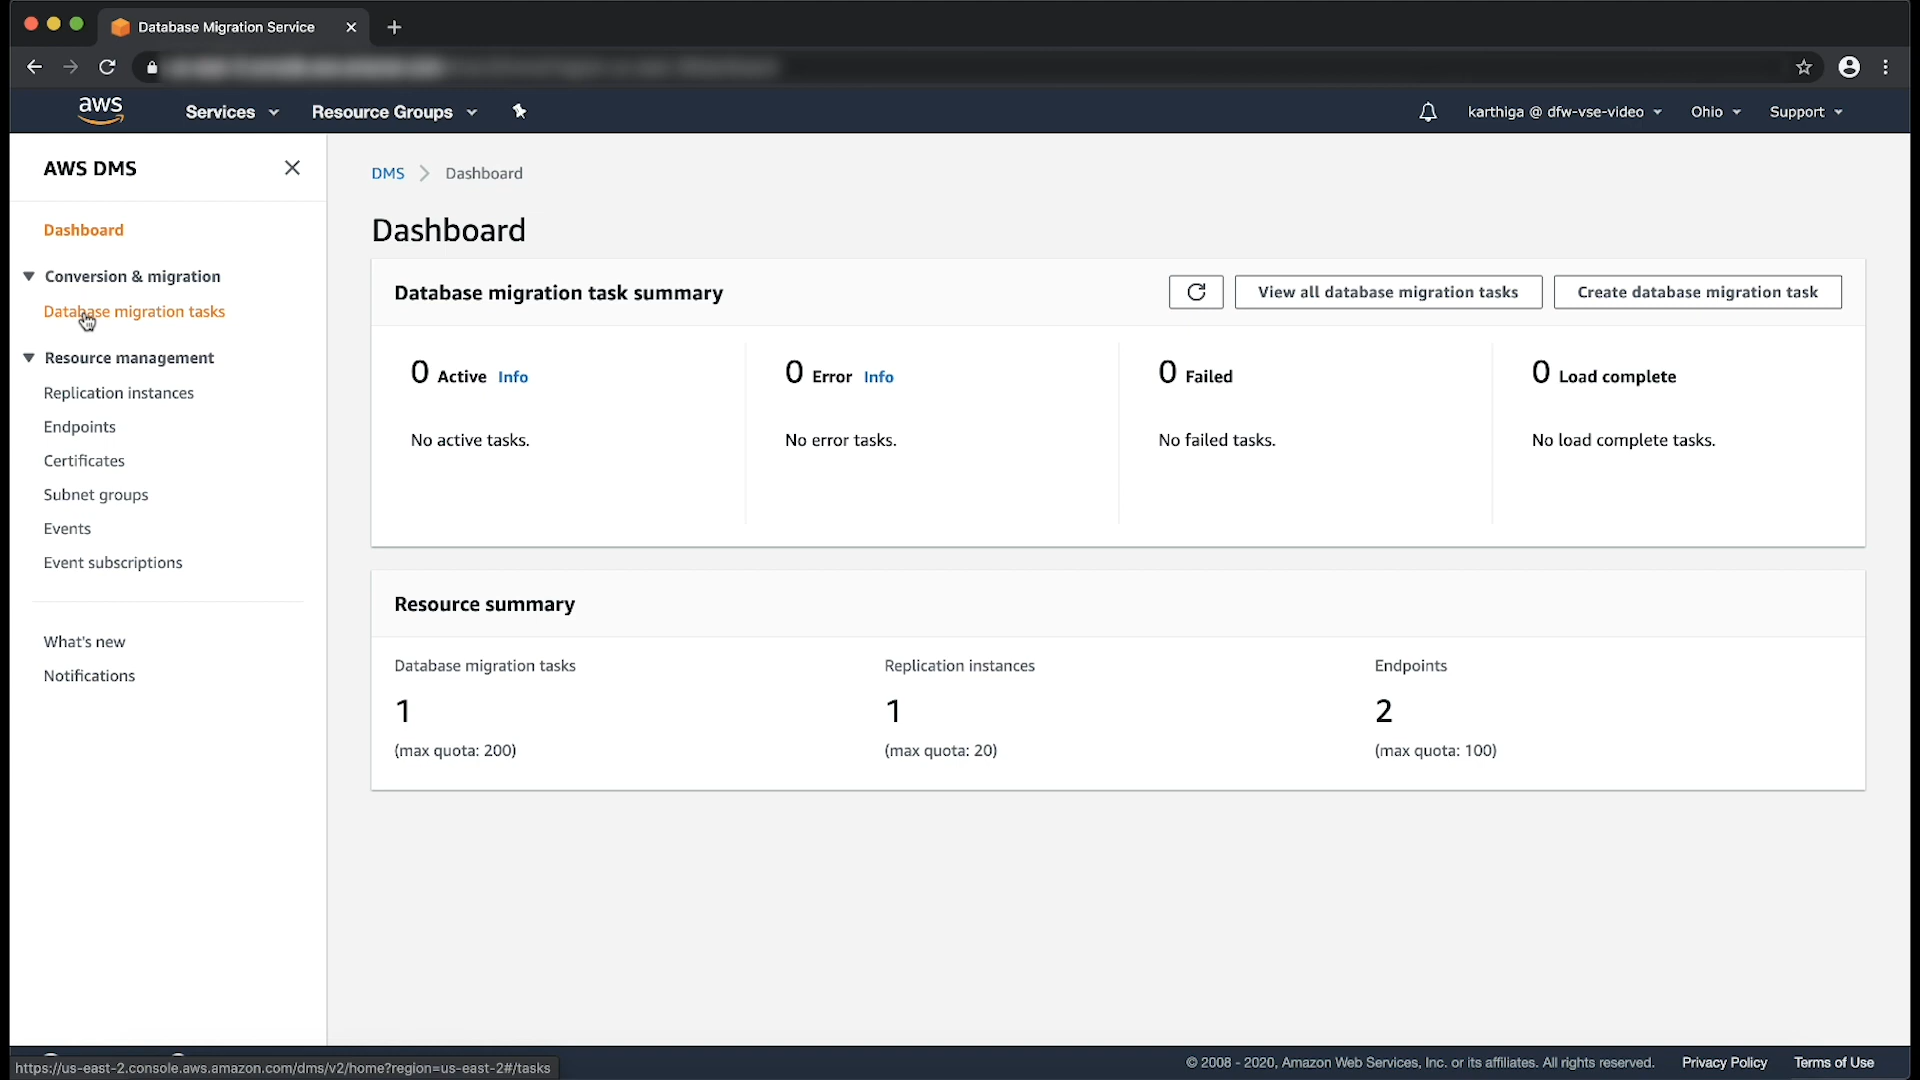 Database Migration Service
aws
Services
Resource Groups
karthiga @ dfw-vse-video
Ohio
Support
AWS DMS
Dashboard
Conversion & migration
Database migration tasks
Resource management
Replication instances
Endpoints
Certificates
Subnet groups
Events
Event subscriptions
What's new
Notifications
DMS > Dashboard
Dashboard
Database migration task summary
View all database migration tasks
Create database migration task
0 Active Info
No active tasks.
0 Error Info
No error tasks.
0 Failed
No failed tasks.
0 Load complete
No load complete tasks.
Resource summary
Database migration tasks
1
(max quota: 200)
Replication instances
1
(max quota: 20)
Endpoints
2
(max quota: 100)
https://us-east-2.console.aws.amazon.com/dms/v2/home?region=us-east-2#/tasks
© 2008 - 2020, Amazon Web Services, Inc. or its affiliates. All rights reserved.
Privacy Policy
Terms of Use